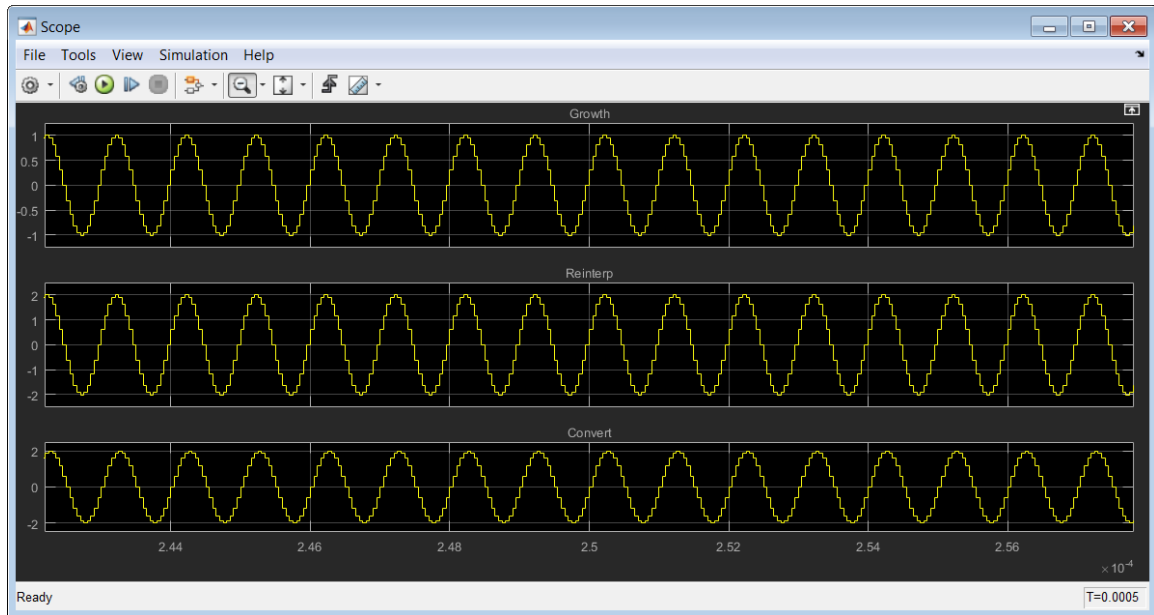 Scope
File Tools View Simulation Help
Growth
1
0.5
0
-0.5
-1
Reinterp
2
1
0
-1
-2
Convert
2
0
-2
2.44 2.46 2.48 2.5 2.52 2.54 2.56
×10⁻⁴
Ready T=0.0005